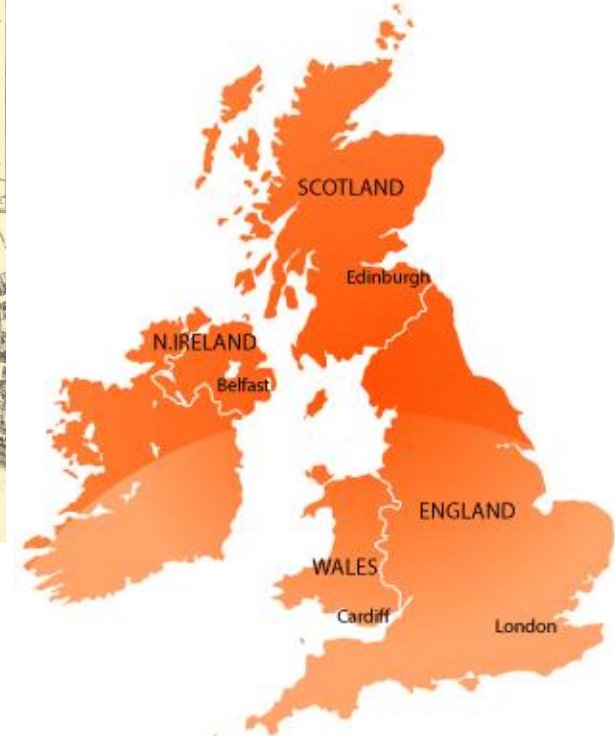 SCOTLAND
Edinburgh
N.IRELAND
Belfast
ENGLAND
WALES
Cardiff
London